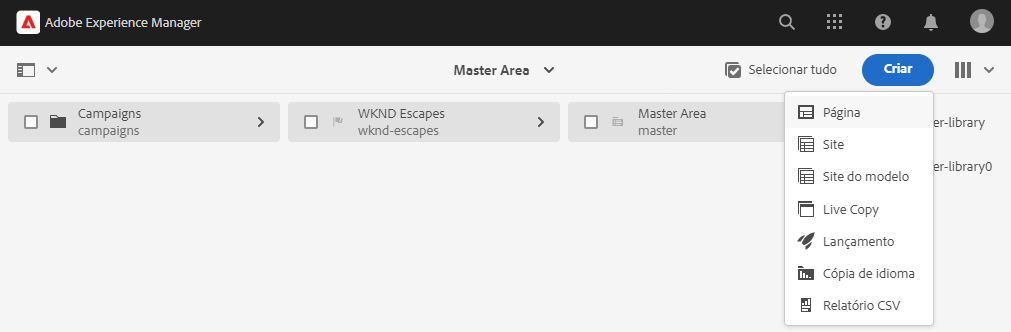 Adobe Experience Manager
Master Area
Selecionar tudo
Criar
Campaigns
campaigns
WKND Escapes
wknd-escapes
Master Area
master
er-library
er-library0
Página
Site
Site do modelo
Live Copy
Lançamento
Cópia de idioma
Relatório CSV